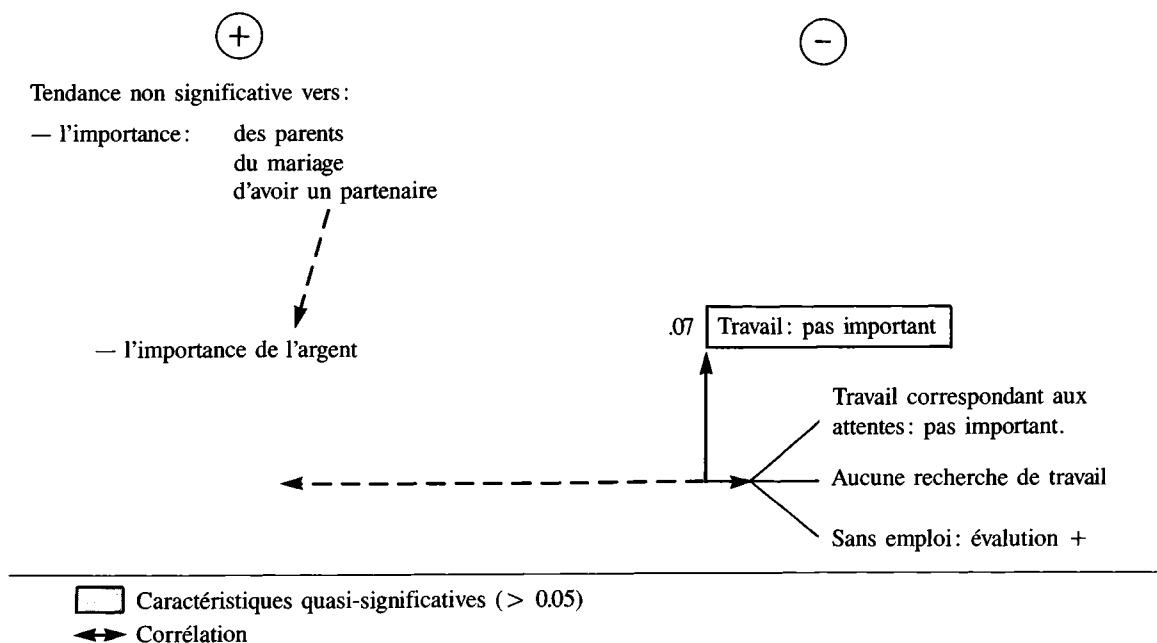 +
−
Tendance non significative vers :
— l'importance : des parents
du mariage
d'avoir un partenaire
— l'importance de l'argent
.07 Travail : pas important
Travail correspondant aux
attentes : pas important.
Aucune recherche de travail
Sans emploi : évalution +
Caractéristiques quasi-significatives (> 0.05)
Corrélation